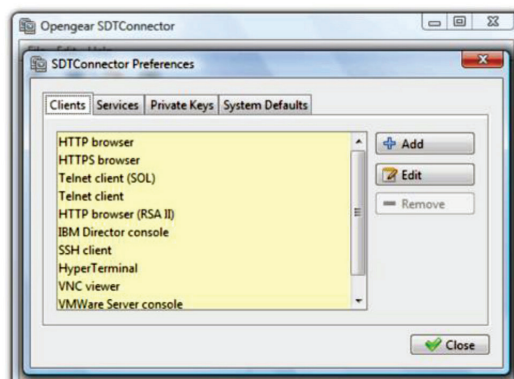 Opengear SDTConnector
SDTConnector Preferences
Clients Services Private Keys System Defaults
HTTP browser
HTTPS browser
Telnet client (SOL)
Telnet client
HTTP browser (RSA II)
IBM Director console
SSH client
HyperTerminal
VNC viewer
VMWare Server console
Add
Edit
Remove
Close